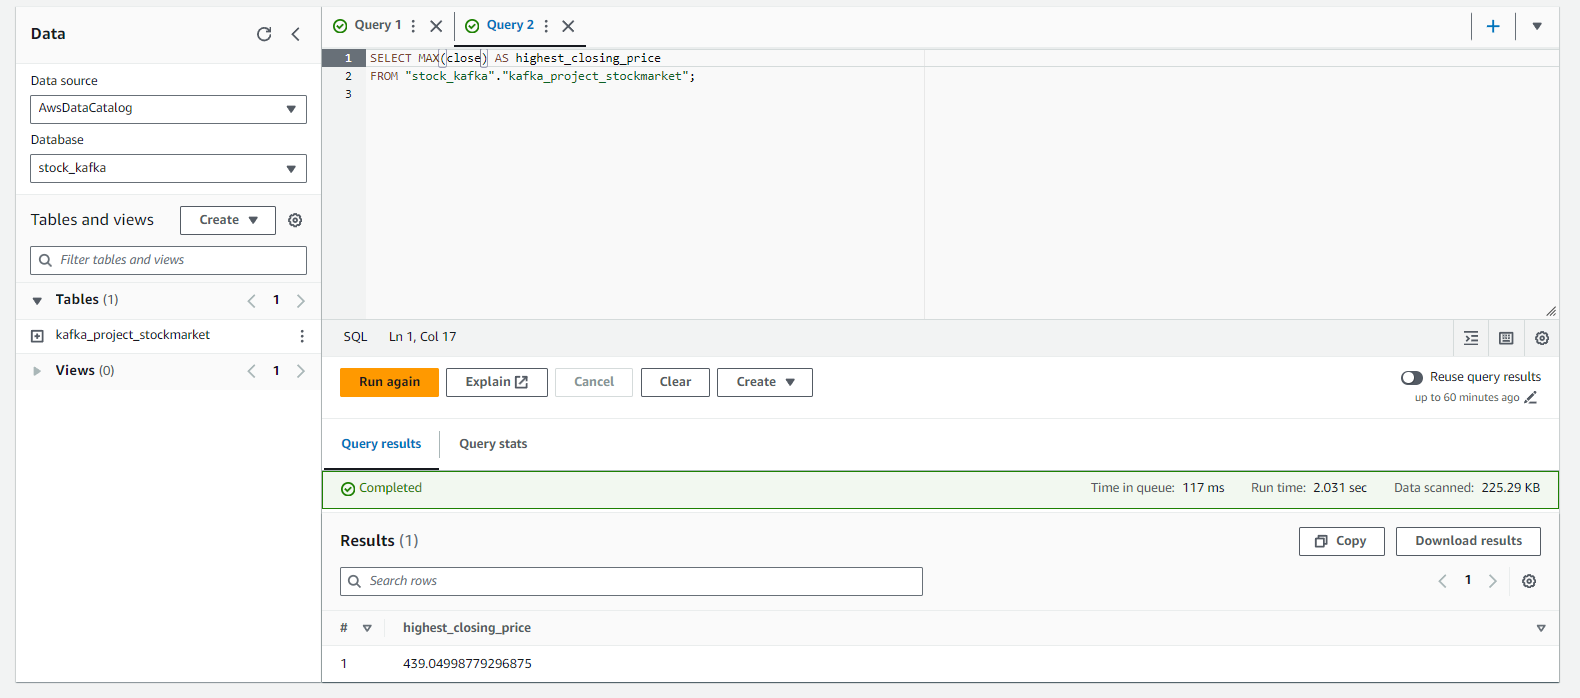 Data
Data source
AwsDataCatalog
Database
stock_kafka
Tables and views
Create
Filter tables and views
Tables (1)
1
kafka_project_stockmarket
Views (0)
1
Query 1
Query 2
1 SELECT MAX(close) AS highest_closing_price
2 FROM "stock_kafka"."kafka_project_stockmarket";
3
SQL Ln 1, Col 17
Run again Explain Cancel Clear Create
Reuse query results
up to 60 minutes ago
Query results Query stats
Completed Time in queue: 117 ms Run time: 2.031 sec Data scanned: 225.29 KB
Results (1) Copy Download results
Search rows 1
# highest_closing_price
1 439.04998779296875